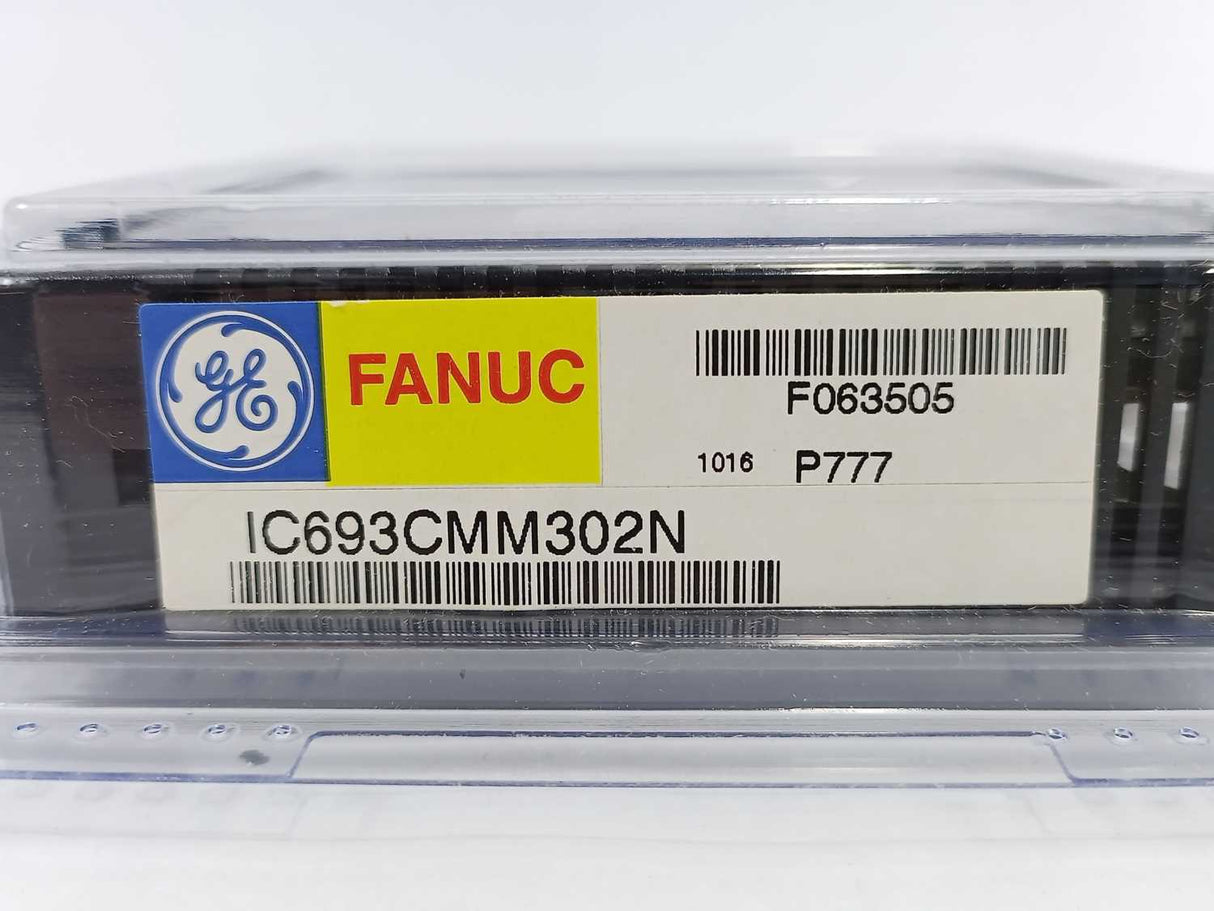 GE
FANUC
F063505
1016 P777
IC693CMM302N